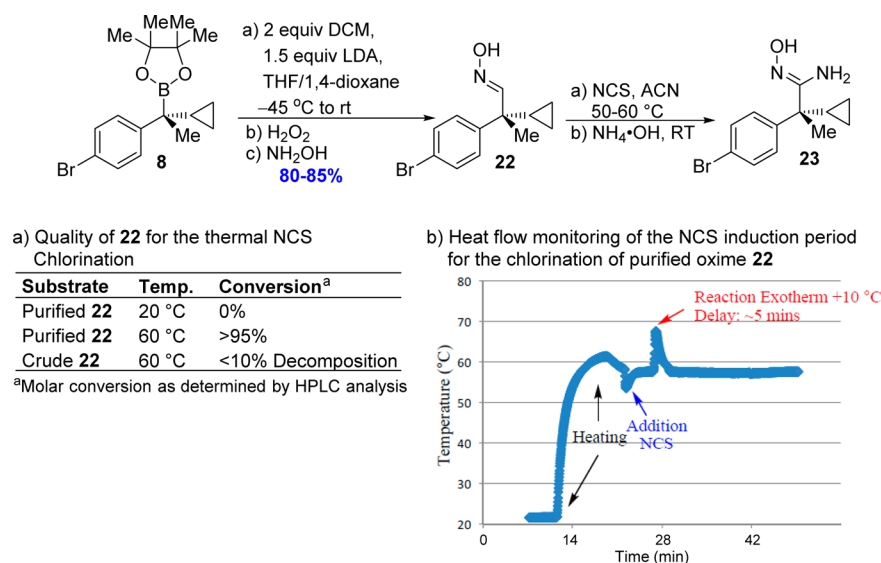 MeMe
Me
Me
O
O
B
Me
Br
8
a) 2 equiv DCM,
1.5 equiv LDA,
THF/1,4-dioxane
–45 °C to rt
b) H2O2
c) NH2OH
80-85%
OH
N
Me
Br
22
a) NCS, ACN
50-60 °C
b) NH4•OH, RT
OH
N
NH2
Me
Br
23
a) Quality of 22 for the thermal NCS
Chlorination
Substrate Temp. Conversion^a
Purified 22 20 °C 0%
Purified 22 60 °C >95%
Crude 22 60 °C <10% Decomposition
^aMolar conversion as determined by HPLC analysis
b) Heat flow monitoring of the NCS induction period
for the chlorination of purified oxime 22
80
70
60
50
40
30
20
Temperature (°C)
Reaction Exotherm +10 °C
Delay: ~5 mins
Heating
Addition
NCS
0 14 28 42
Time (min)